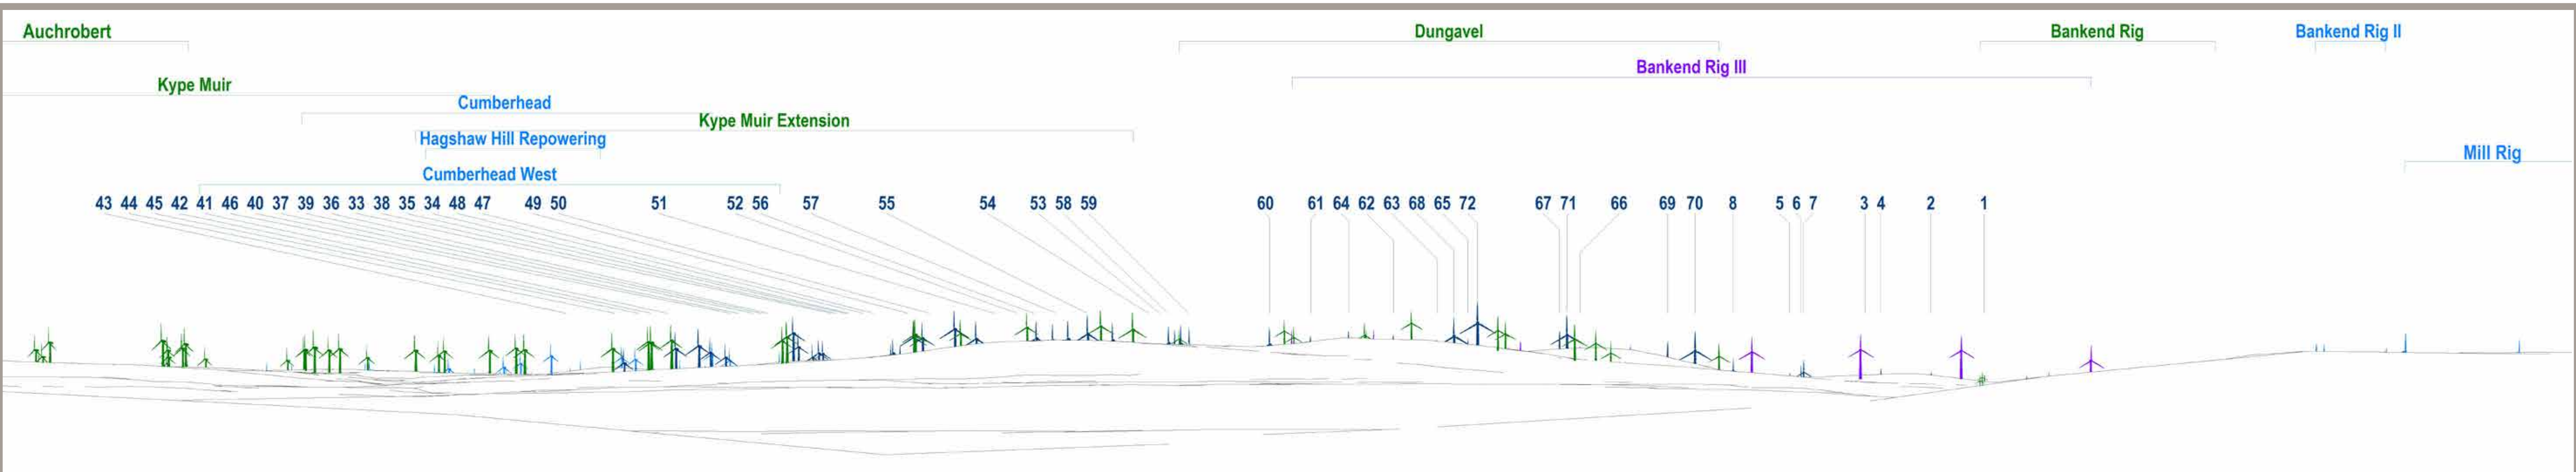 Auchrobert Dungavel Bankend Rig Bankend Rig II
Bankend Rig III
Kype Muir
Cumberhead
Kype Muir Extension
Hagshaw Hill Repowering
Mill Rig
Cumberhead West
43 44 45 42 41 46 40 37 39 36 33 38 35 34 48 47 49 50 51 52 56 57 55 54 53 58 59 60 61 64 62 63 68 65 72 67 71 66 69 70 8 5 6 7 3 4 2 1